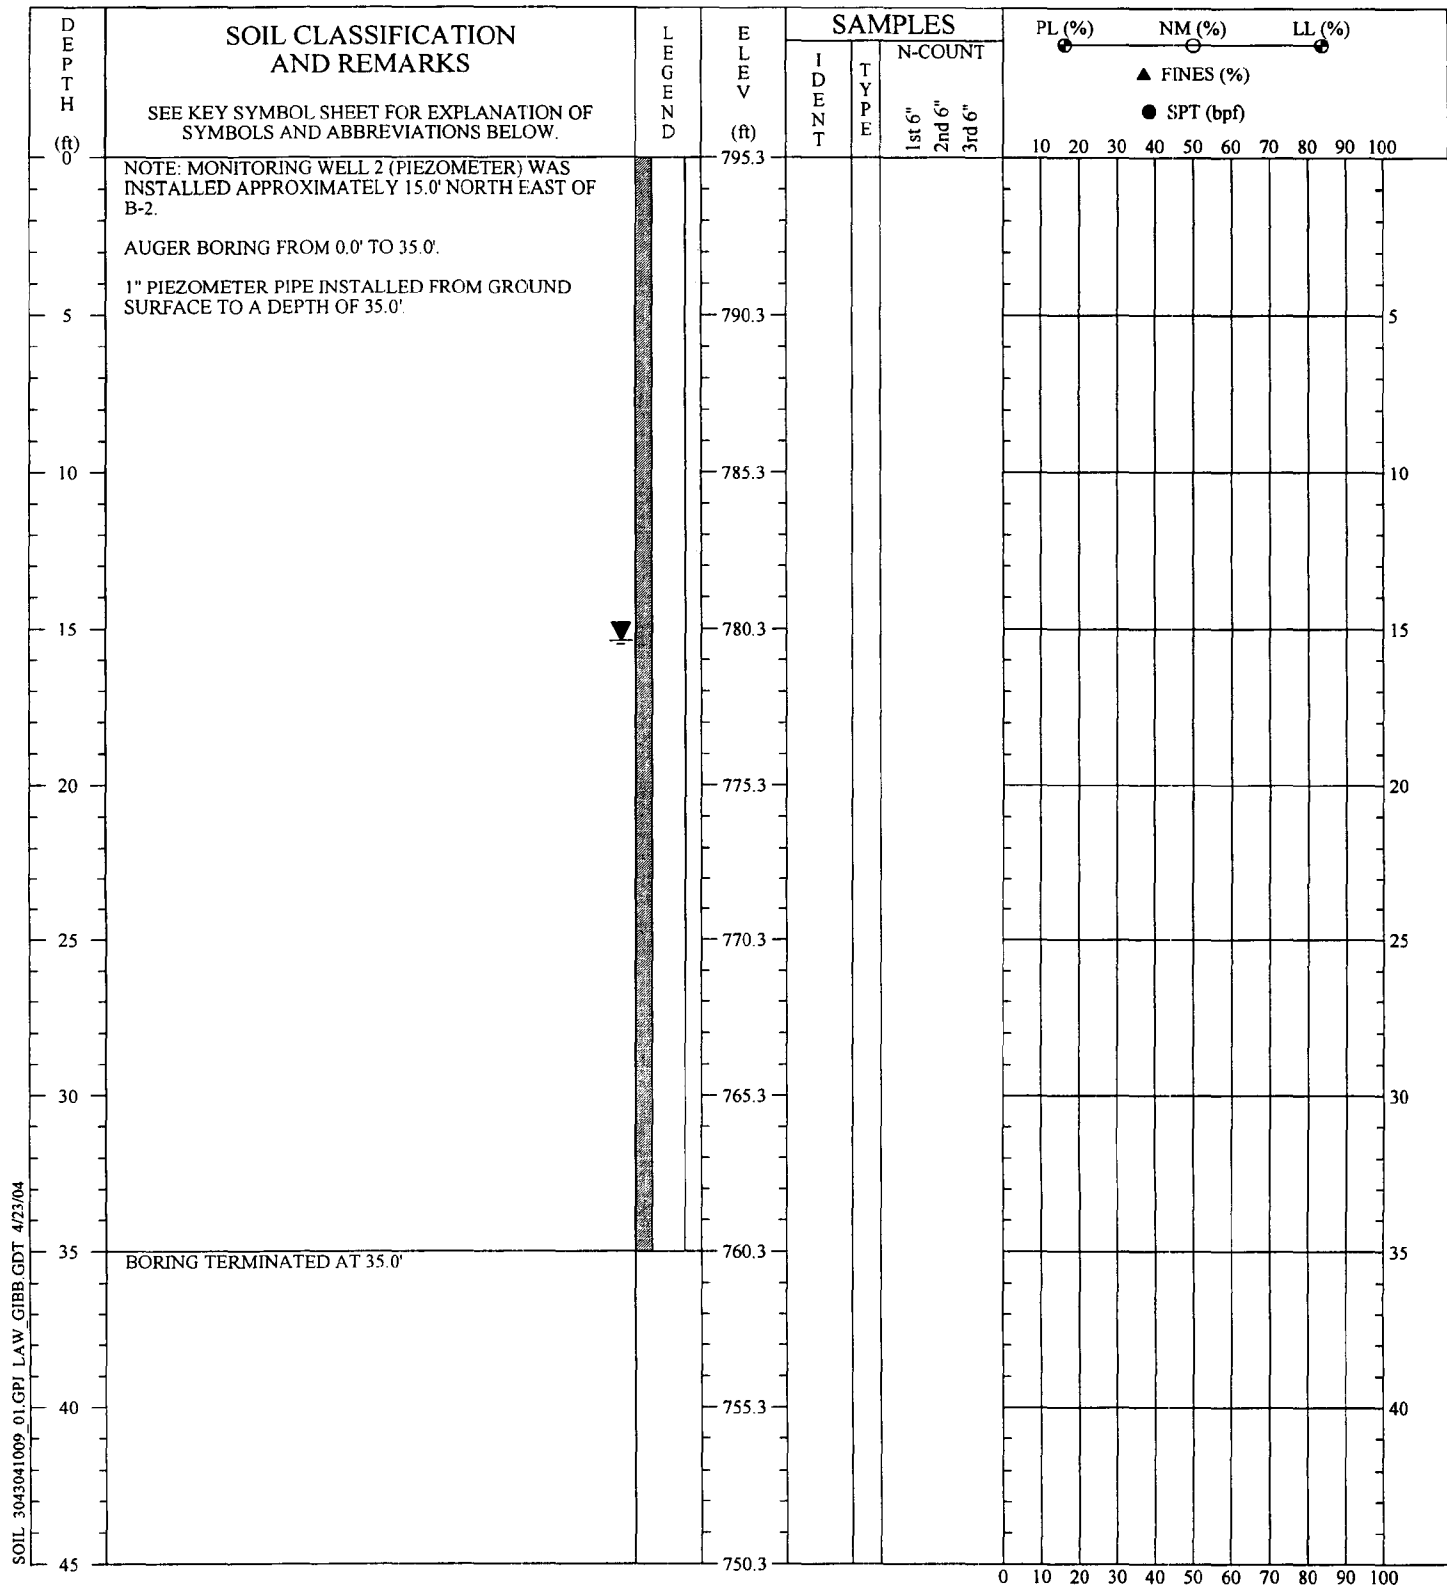 DEPTH (ft)
SOIL CLASSIFICATION
AND REMARKS
SEE KEY SYMBOL SHEET FOR EXPLANATION OF
SYMBOLS AND ABBREVIATIONS BELOW.
LEGEND
ELEV (ft)
SAMPLES
IDENT
TYPE
N-COUNT
1st 6"
2nd 6"
3rd 6"
PL (%) NM (%) LL (%)
▲ FINES (%)
● SPT (bpf)
10 20 30 40 50 60 70 80 90 100
0 795.3
NOTE: MONITORING WELL 2 (PIEZOMETER) WAS
INSTALLED APPROXIMATELY 15.0' NORTH EAST OF
B-2.
AUGER BORING FROM 0.0' TO 35.0'.
1" PIEZOMETER PIPE INSTALLED FROM GROUND
SURFACE TO A DEPTH OF 35.0'.
5 790.3 5
10 785.3 10
15 780.3 15
20 775.3 20
25 770.3 25
30 765.3 30
35 760.3 35
BORING TERMINATED AT 35.0'
40 755.3 40
45 750.3
0 10 20 30 40 50 60 70 80 90 100
SOIL 3043041009_01.GPJ LAW_GIBB.GDT 4/23/04